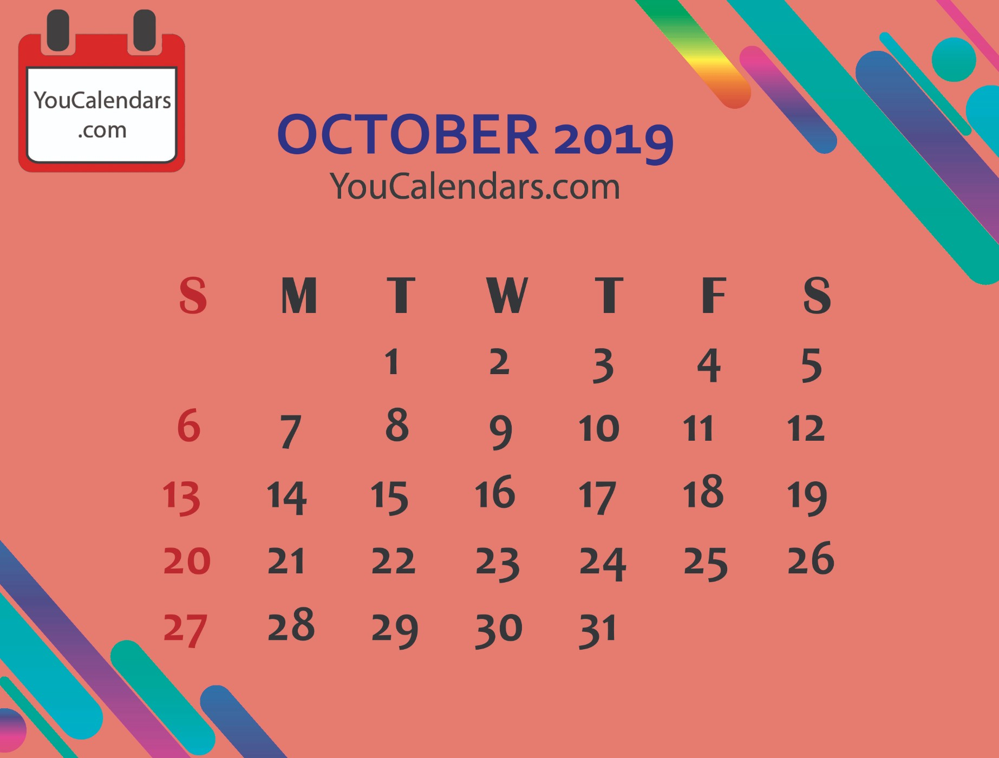 YouCalendars
.com
OCTOBER 2019
YouCalendars.com
S M T W T F S
1 2 3 4 5
6 7 8 9 10 11 12
13 14 15 16 17 18 19
20 21 22 23 24 25 26
27 28 29 30 31